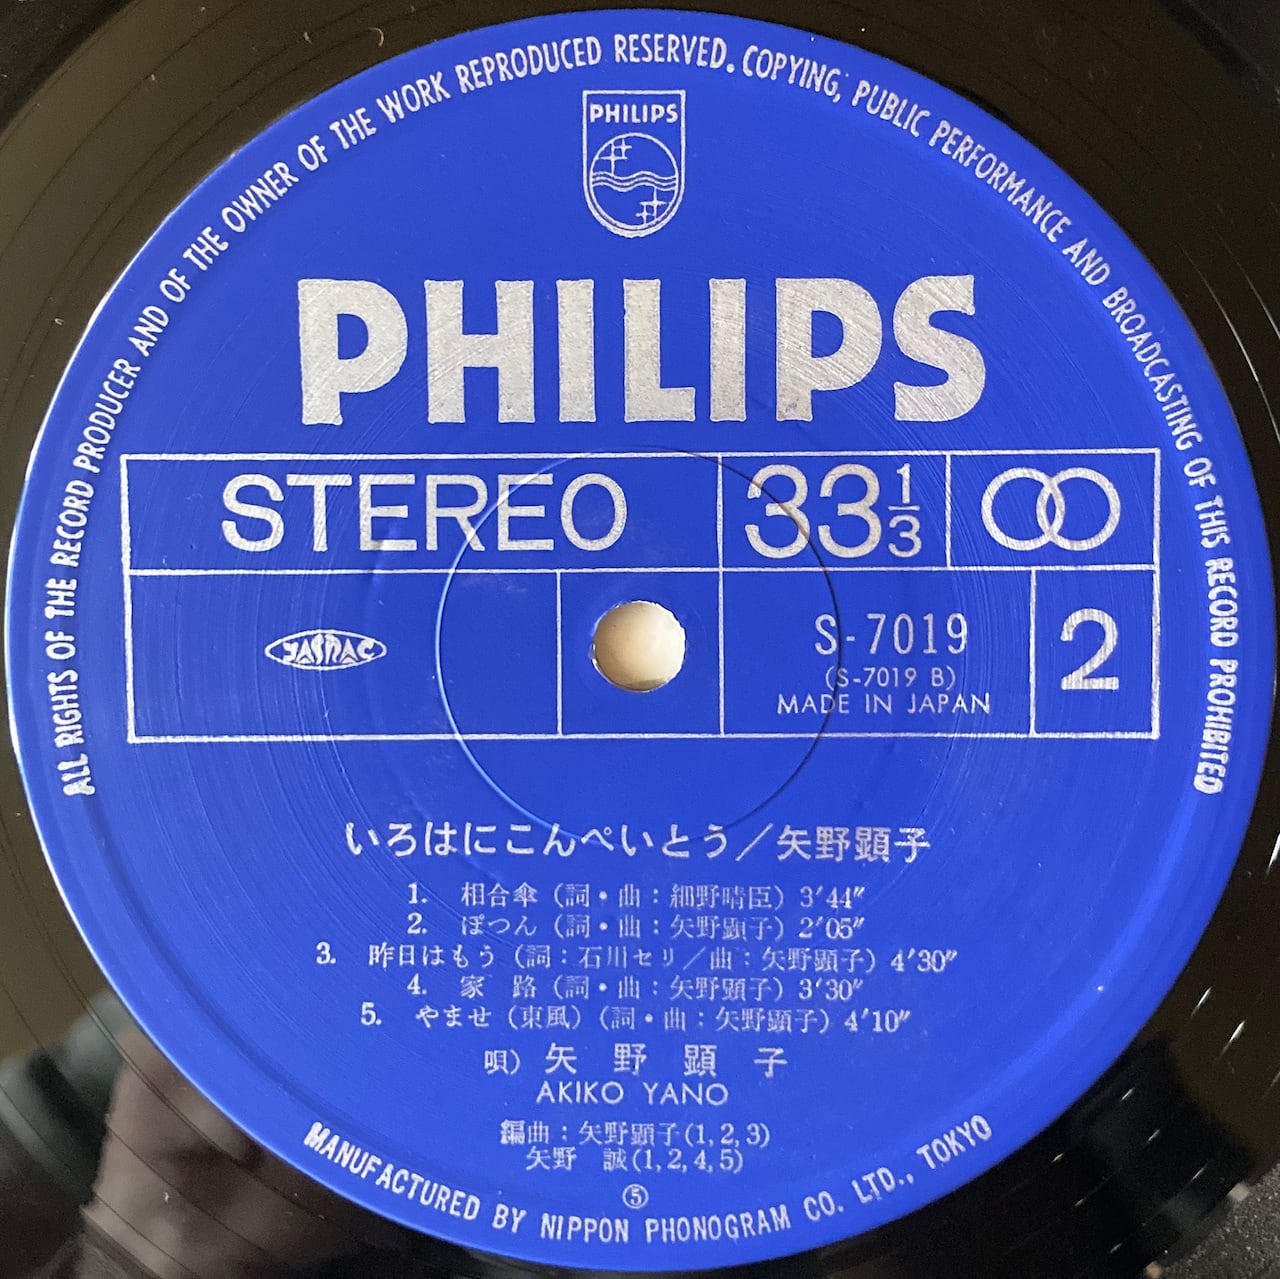 ALL RIGHTS OF THE RECORD PRODUCER AND OF THE OWNER OF THE WORK REPRODUCED RESERVED. COPYING, PUBLIC PERFORMANCE AND BROADCASTING OF THIS RECORD PROHIBITED
PHILIPS
PHILIPS
STEREO 33 1/3
JASRAC
S-7019
(S-7019 B)
MADE IN JAPAN
2
いろはにこんぺいとう／矢野顕子
1. 相合傘（詞・曲：細野晴臣）3′44″
2. ぽつん（詞・曲：矢野顕子）2′05″
3. 昨日はもう（詞：石川セリ／曲：矢野顕子）4′30″
4. 家 路（詞・曲：矢野顕子）3′30″
5. やませ（東風）（詞・曲：矢野顕子）4′10″
唄）矢 野 顕 子
AKIKO YANO
編曲：矢野顕子(1, 2, 3)
矢野 誠(1, 2, 4, 5)
⑤
MANUFACTURED BY NIPPON PHONOGRAM CO. LTD., TOKYO